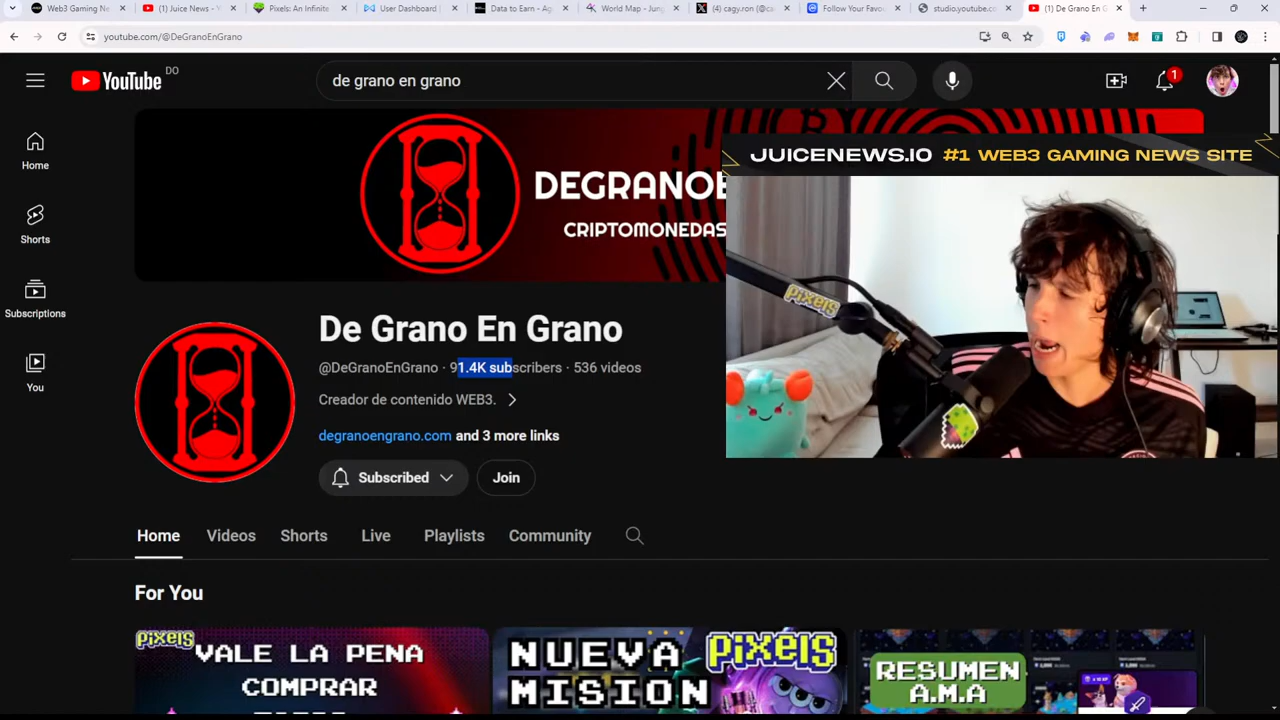 Web3 Gaming Ne
(1) Juice News - Y
Pixels: An Infinite
User Dashboard
Data to Earn - Ap
World Map - Jung
(4) cagy.ron (@ca
Follow Your Favou
studio.youtube.co
(1) De Grano En G
youtube.com/@DeGranoEnGrano
YouTube DO
de grano en grano
1
Home
Shorts
Subscriptions
You
DEGRANOE
CRIPTOMONEDAS
JUICENEWS.IO #1 WEB3 GAMING NEWS SITE
pixels
De Grano En Grano
@DeGranoEnGrano · 91.4K subscribers · 536 videos
Creador de contenido WEB3.
degranoengrano.com and 3 more links
Subscribed
Join
Home Videos Shorts Live Playlists Community
For You
pixels
VALE LA PENA
COMPRAR
NUEVA
MISION
pixels
RESUMEN
A.M.A